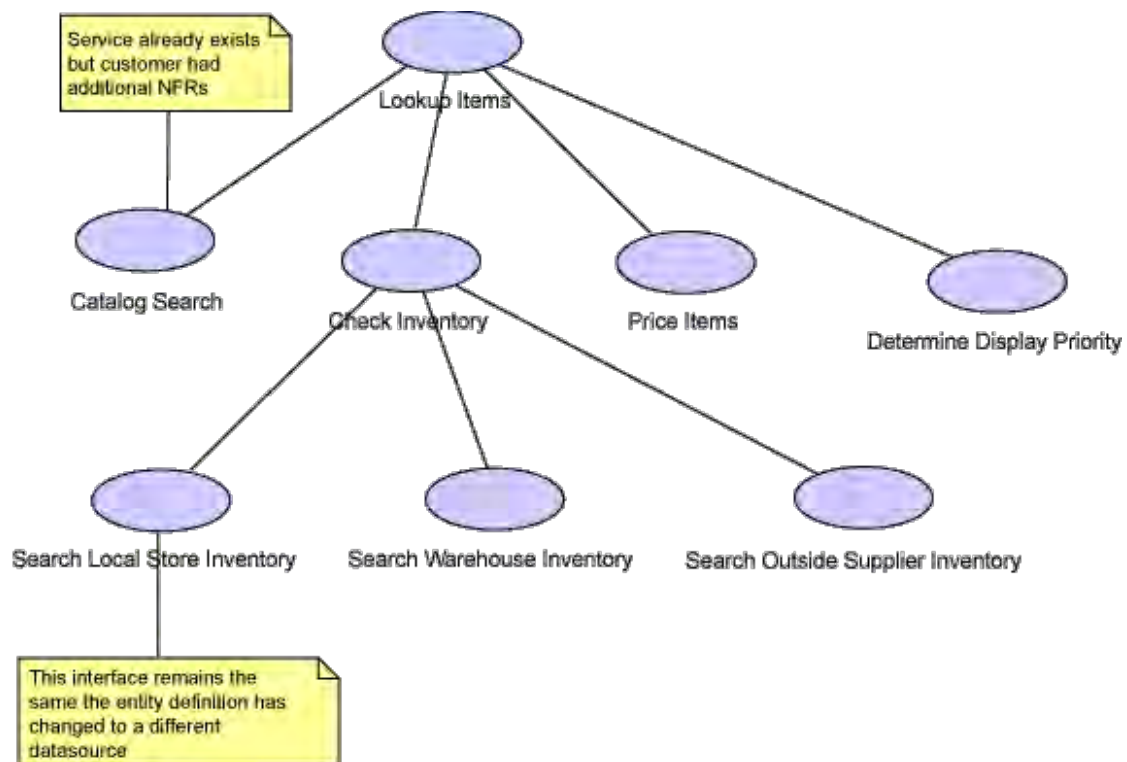 Service already exists
but customer had
additional NFRs
Lookup Items
Catalog Search
Check Inventory
Price Items
Determine Display Priority
Search Local Store Inventory
Search Warehouse Inventory
Search Outside Supplier Inventory
This interface remains the
same the entity definition has
changed to a different
datasource